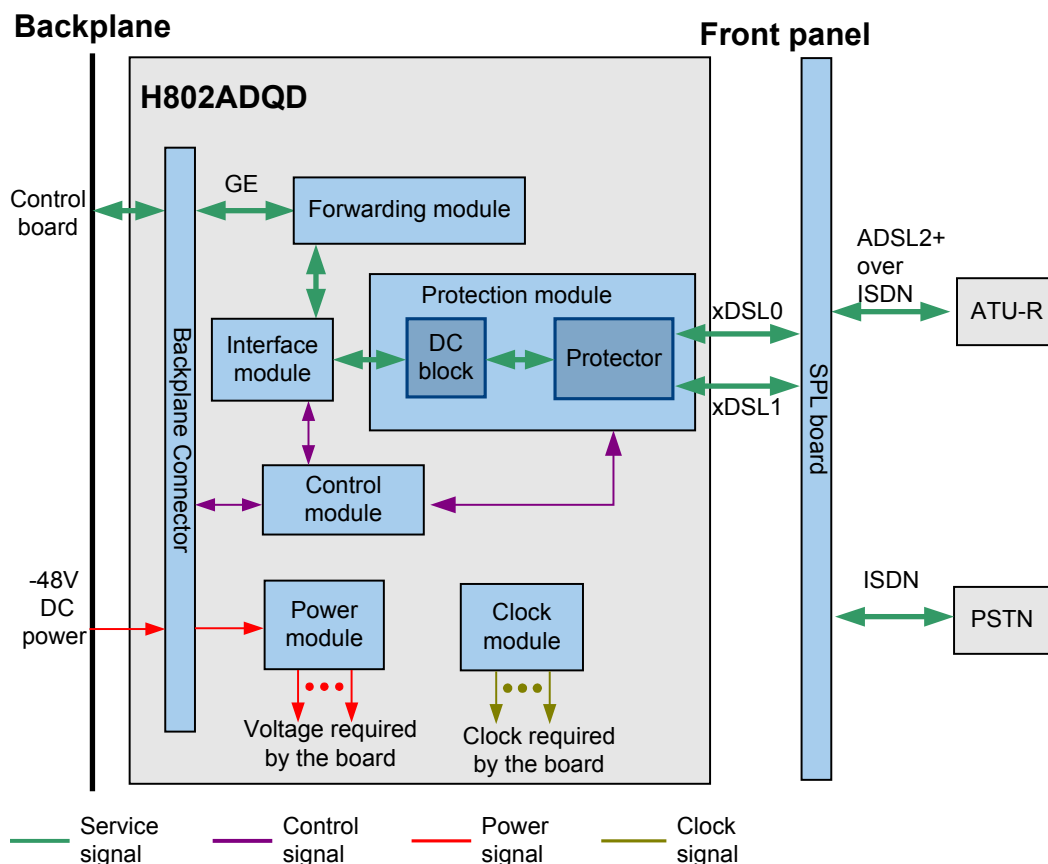 Backplane
Front panel
H802ADQD
Control
board
GE
Forwarding module
Protection module
Interface
module
DC
block
Protector
xDSL0
xDSL1
ADSL2+
over
ISDN
ATU-R
Backplane Connector
SPL board
Control
module
-48V
DC
power
Power
module
Clock
module
ISDN
PSTN
Voltage required
by the board
Clock required
by the board
Service
signal
Control
signal
Power
signal
Clock
signal